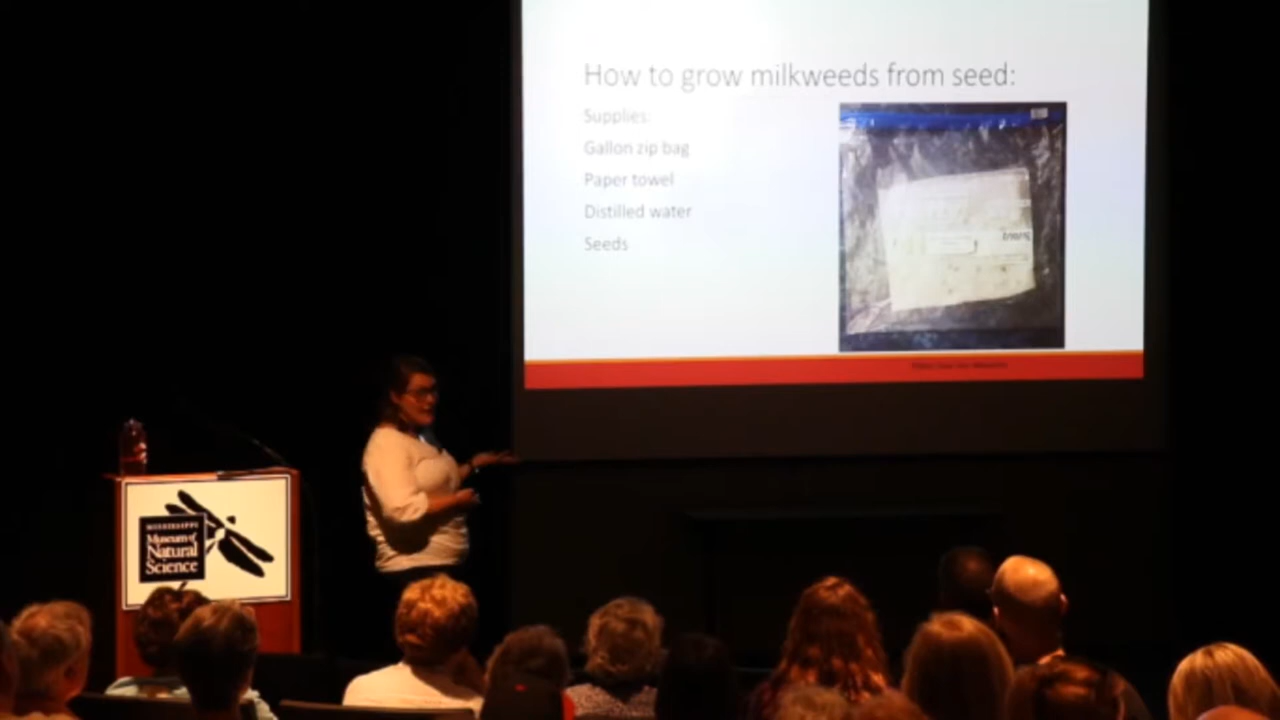 How to grow milkweeds from seed:
Supplies:
Gallon zip bag
Paper towel
Distilled water
Seeds
MISSISSIPPI
Museum of
Natural
Science